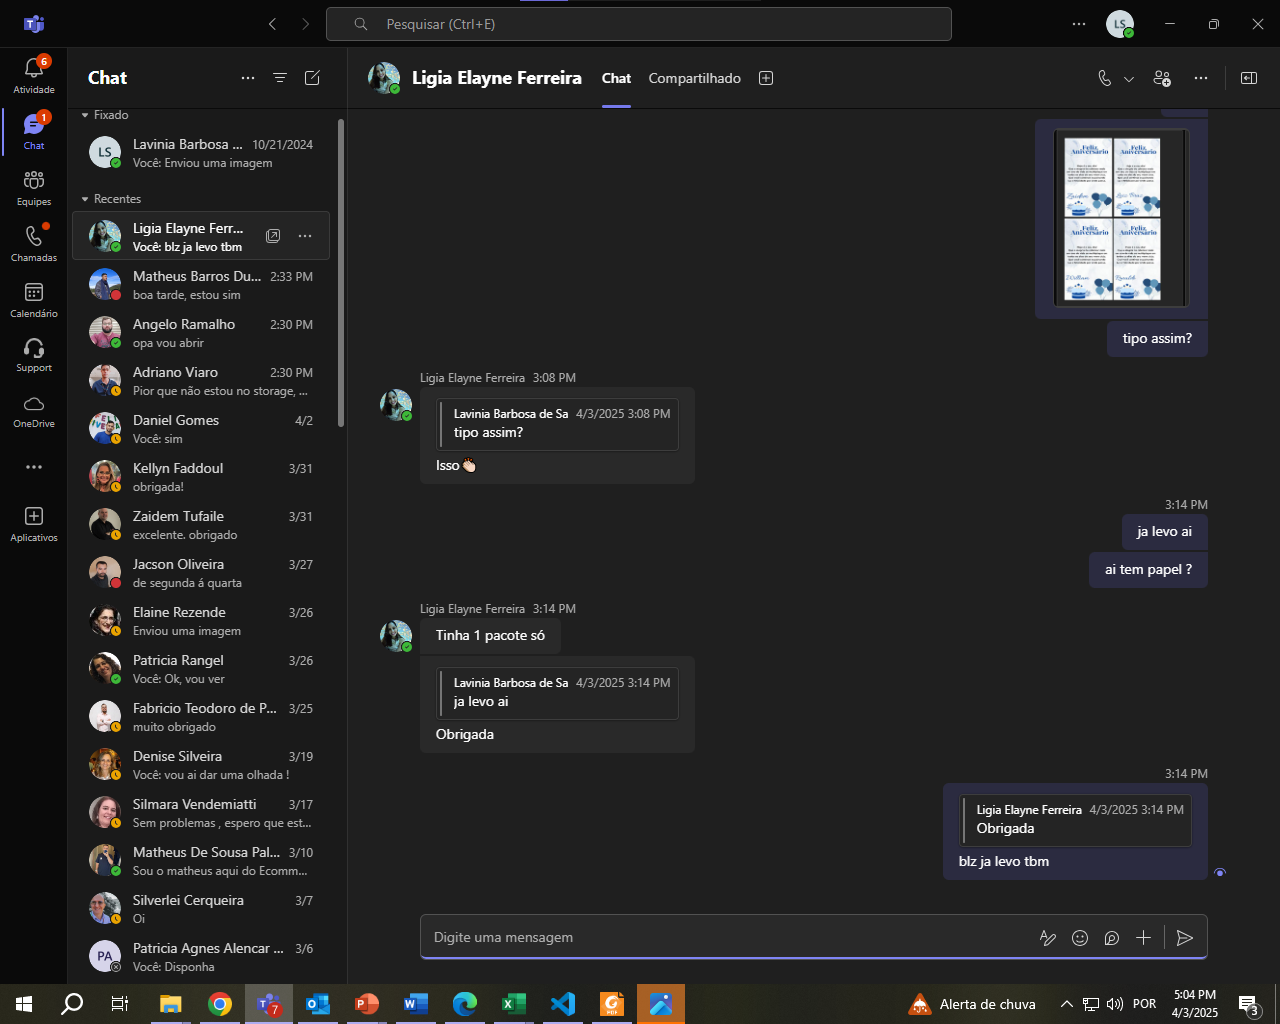 Pesquisar (Ctrl+E)
LS
6
Atividade
1
Chat
Equipes
Chamadas
Calendário
Support
OneDrive
Aplicativos
Chat
Fixado
LS
Lavinia Barbosa ... 10/21/2024
Você: Enviou uma imagem
Recentes
Ligia Elayne Ferr...
Você: blz ja levo tbm
Matheus Barros Du... 2:33 PM
boa tarde, estou sim
Angelo Ramalho 2:30 PM
opa vou abrir
Adriano Viaro 2:30 PM
Pior que não estou no storage, ...
Daniel Gomes 4/2
Você: sim
Kellyn Faddoul 3/31
obrigada!
Zaidem Tufaile 3/31
excelente. obrigado
Jacson Oliveira 3/27
de segunda á quarta
Elaine Rezende 3/26
Enviou uma imagem
Patricia Rangel 3/26
Você: Ok, vou ver
Fabricio Teodoro de P... 3/25
muito obrigado
Denise Silveira 3/19
Você: vou ai dar uma olhada !
Silmara Vendemiatti 3/17
Sem problemas , espero que est...
Matheus De Sousa Pal... 3/10
Sou o matheus aqui do Ecomm...
Silverlei Cerqueira 3/7
Oi
PA
Patricia Agnes Alencar ... 3/6
Você: Disponha
Ligia Elayne Ferreira
Chat
Compartilhado
Feliz Aniversário
Feliz Aniversário
Feliz Aniversário
Feliz Aniversário
William
tipo assim?
Ligia Elayne Ferreira 3:08 PM
Lavinia Barbosa de Sa 4/3/2025 3:08 PM
tipo assim?
Isso👏🏻
3:14 PM
ja levo ai
ai tem papel ?
Ligia Elayne Ferreira 3:14 PM
Tinha 1 pacote só
Lavinia Barbosa de Sa 4/3/2025 3:14 PM
ja levo ai
Obrigada
3:14 PM
Ligia Elayne Ferreira 4/3/2025 3:14 PM
Obrigada
blz ja levo tbm
Digite uma mensagem
7
Alerta de chuva
POR
5:04 PM
4/3/2025
3